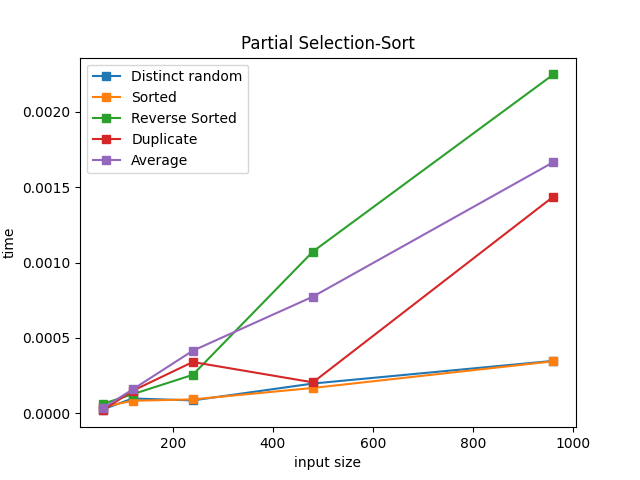 Partial Selection-Sort
Distinct random
Sorted
Reverse Sorted
Duplicate
Average
0.0020
0.0015
0.0010
0.0005
0.0000
time
200 400 600 800 1000
input size